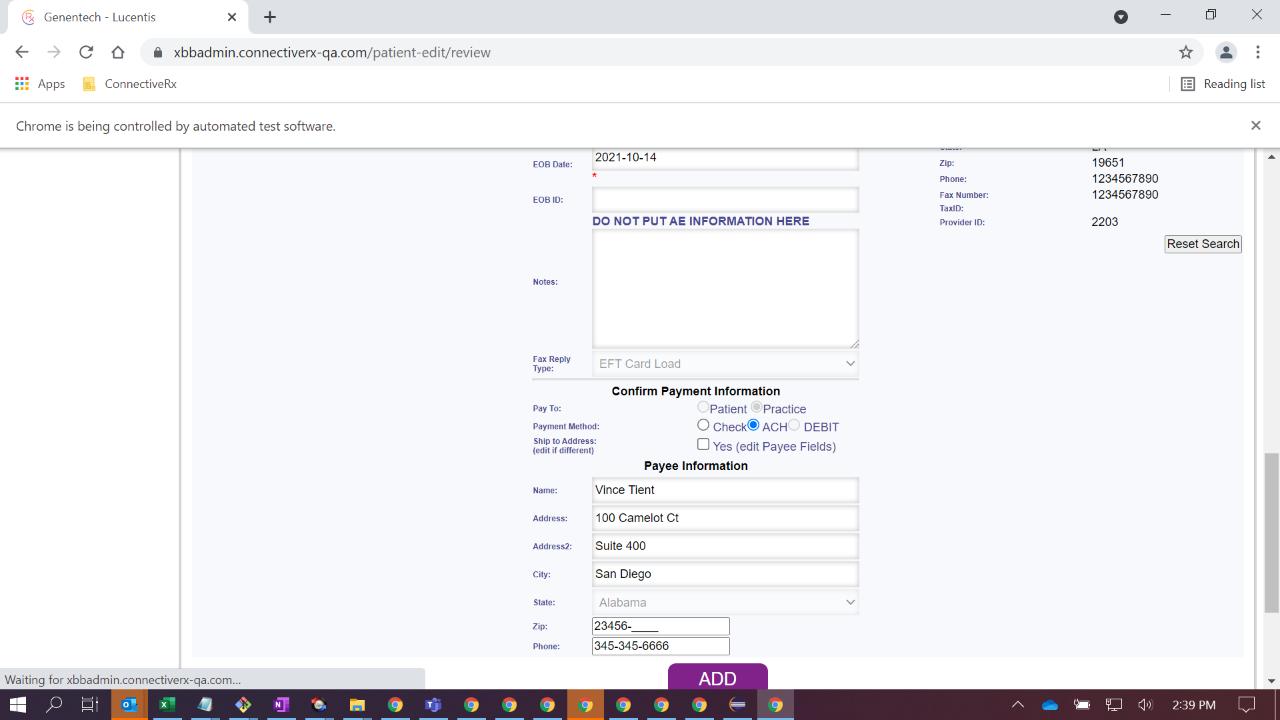 Genentech - Lucentis
xbbadmin.connectiverx-qa.com/patient-edit/review
Apps
ConnectiveRx
Reading list
Chrome is being controlled by automated test software.
EOB Date:
2021-10-14
*
EOB ID:
DO NOT PUT AE INFORMATION HERE
Notes:
Fax Reply
Type:
EFT Card Load
Confirm Payment Information
Pay To:
Patient Practice
Payment Method:
Check ACH DEBIT
Ship to Address:
(edit if different)
Yes (edit Payee Fields)
Payee Information
Name:
Vince Tlent
Address:
100 Camelot Ct
Address2:
Suite 400
City:
San Diego
State:
Alabama
Zip:
23456-____
Phone:
345-345-6666
ADD
Zip:
19651
Phone:
1234567890
Fax Number:
1234567890
TaxID:
Provider ID:
2203
Reset Search
Waiting for xbbadmin.connectiverx-qa.com...
2:39 PM